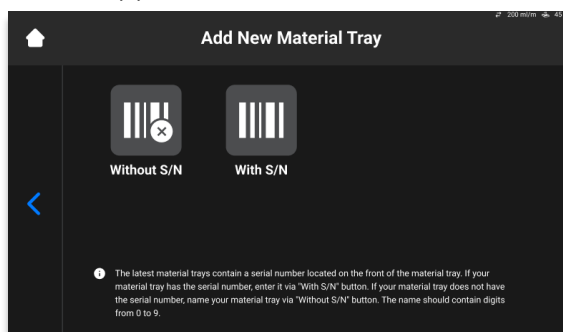 200 ml/m 45
Add New Material Tray
Without S/N
With S/N
The latest material trays contain a serial number located on the front of the material tray. If your
material tray has the serial number, enter it via "With S/N" button. If your material tray does not have
the serial number, name your material tray via "Without S/N" button. The name should contain digits
from 0 to 9.